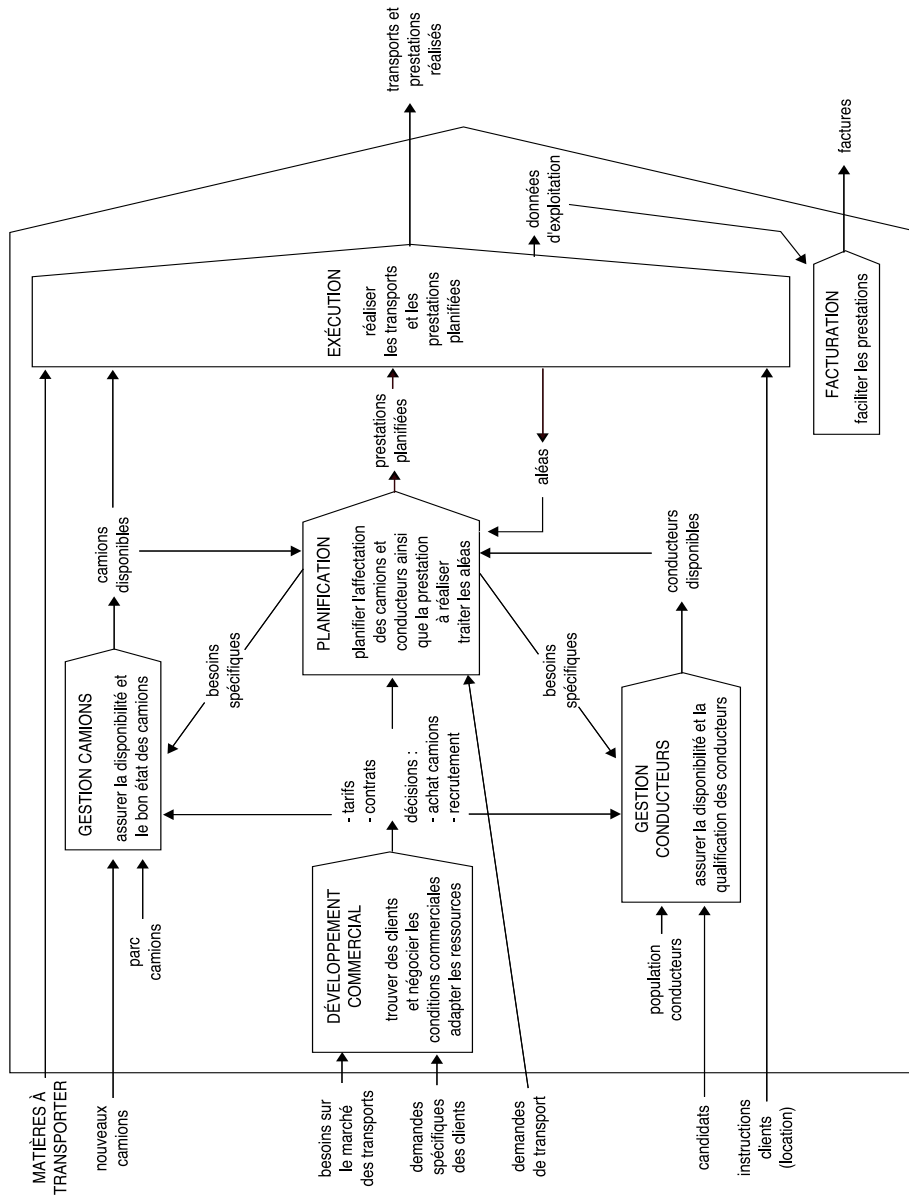 MATIÈRES À
TRANSPORTER
nouveaux
camions
parc
camions
GESTION CAMIONS
assurer la disponibilité et
le bon état des camions
camions
disponibles
besoins
spécifiques
besoins sur
le marché
des transports
demandes
spécifiques
des clients
DÉVELOPPEMENT
COMMERCIAL
trouver des clients
et négocier les
conditions commerciales
adapter les ressources
- tarifs
- contrats
décisions :
- achat camions
- recrutement
PLANIFICATION
planifier l'affectation
des camions et
conducteurs ainsi
que la prestation
à réaliser
traiter les aléas
prestations
planifiées
aléas
EXÉCUTION
réaliser
les transports
et les
prestations
planifiées
transports et
prestations
réalisés
données
d'exploitation
demandes
de transport
besoins
spécifiques
population
conducteurs
candidats
GESTION
CONDUCTEURS
assurer la disponibilité et la
qualification des conducteurs
conducteurs
disponibles
instructions
clients
(location)
FACTURATION
faciliter les prestations
factures